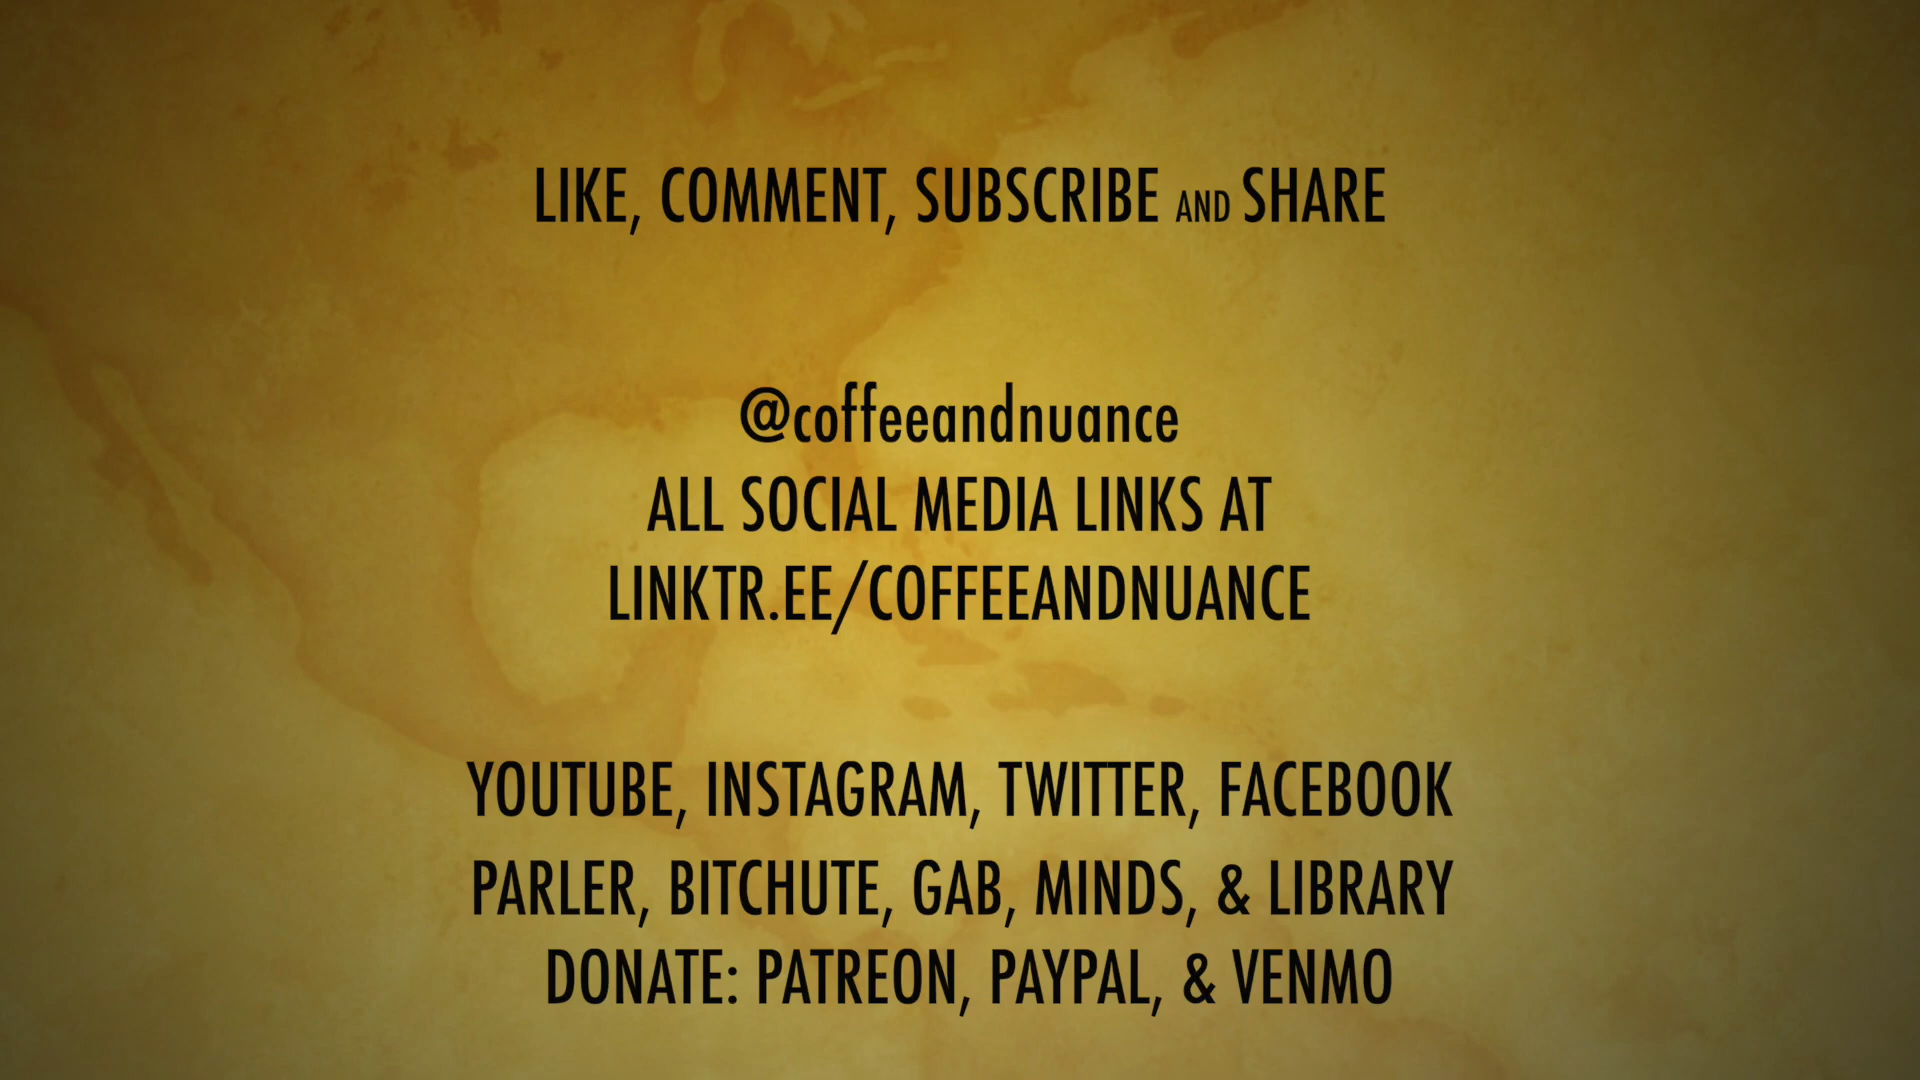 LIKE, COMMENT, SUBSCRIBE AND SHARE
@coffeeandnuance
ALL SOCIAL MEDIA LINKS AT
LINKTR.EE/COFFEEANDNUANCE
YOUTUBE, INSTAGRAM, TWITTER, FACEBOOK
PARLER, BITCHUTE, GAB, MINDS, & LIBRARY
DONATE: PATREON, PAYPAL, & VENMO